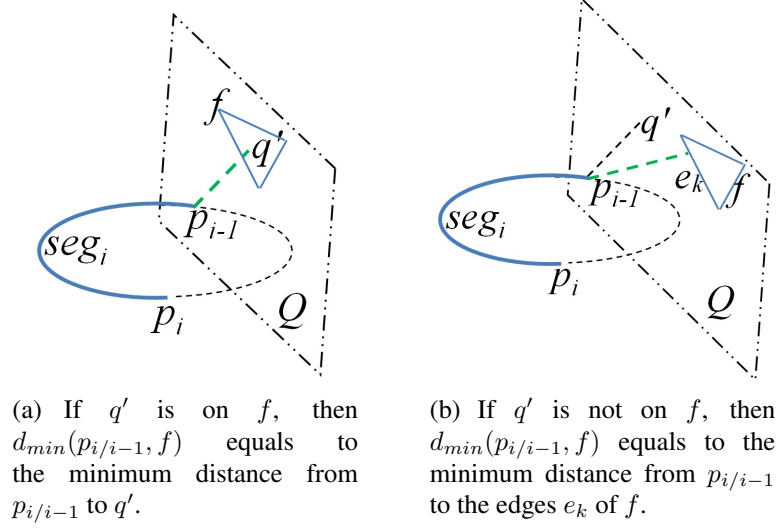 f
q'
p_{i-1}
seg_i
p_i
Q
(a) If q′ is on f, then
d_{min}(p_{i/i−1}, f) equals to
the minimum distance from
p_{i/i−1} to q′.
q'
e_k
f
p_{i-1}
seg_i
p_i
Q
(b) If q′ is not on f, then
d_{min}(p_{i/i−1}, f) equals to the
minimum distance from p_{i/i−1}
to the edges e_k of f.